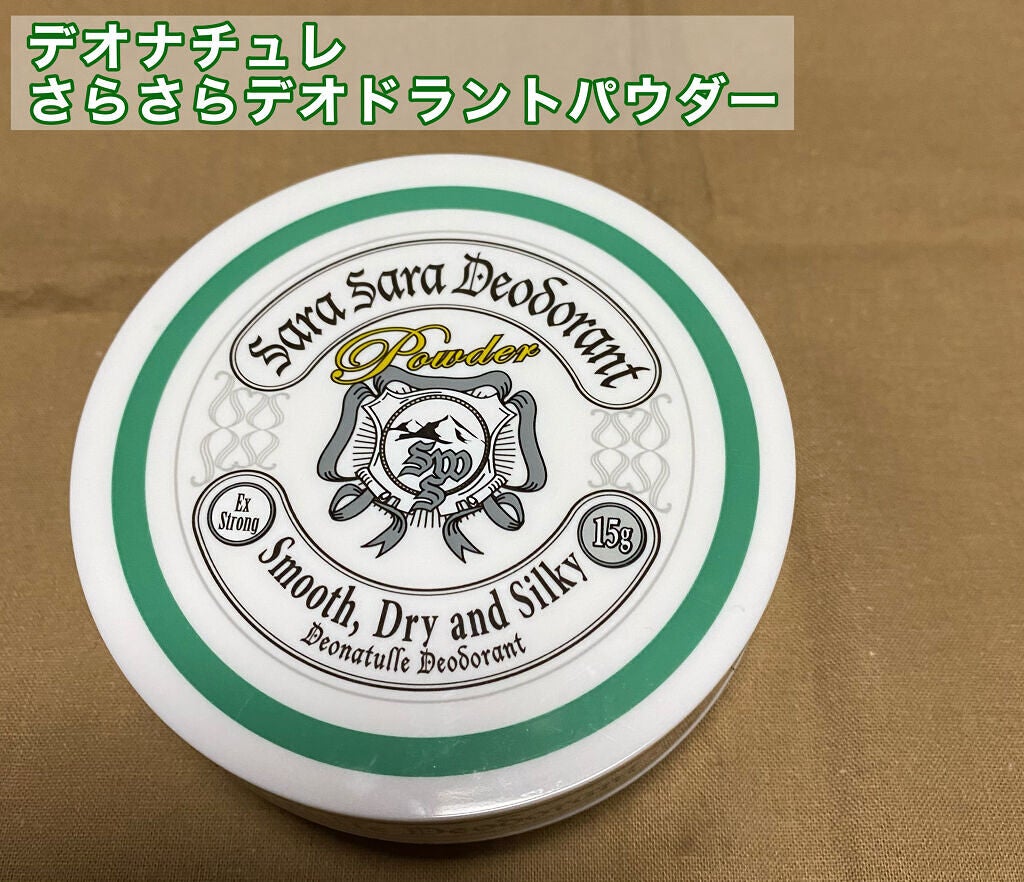 デオナチュレ
さらさらデオドラントパウダー
Sara Sara Deodorant
Powder
Ex
Strong
15g
Smooth, Dry and Silky
Deonatulle Deodorant